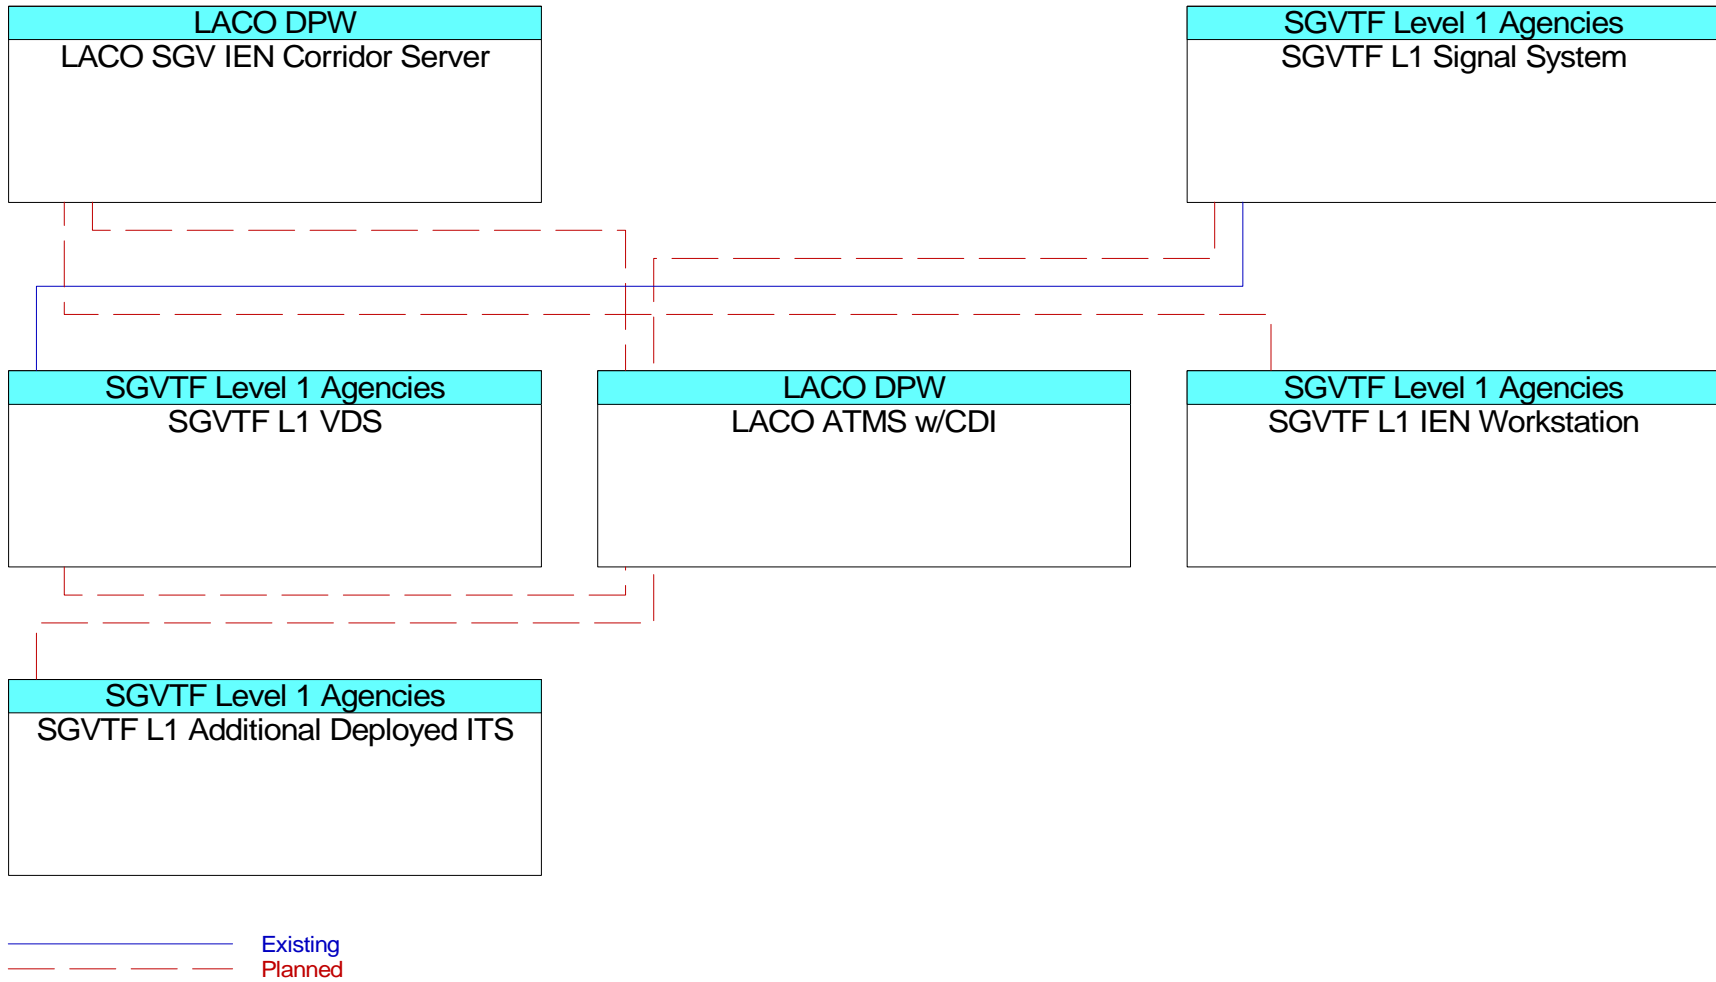 LACO DPW
LACO SGV IEN Corridor Server
SGVTF Level 1 Agencies
SGVTF L1 Signal System
SGVTF Level 1 Agencies
SGVTF L1 VDS
LACO DPW
LACO ATMS w/CDI
SGVTF Level 1 Agencies
SGVTF L1 IEN Workstation
SGVTF Level 1 Agencies
SGVTF L1 Additional Deployed ITS
Existing
Planned